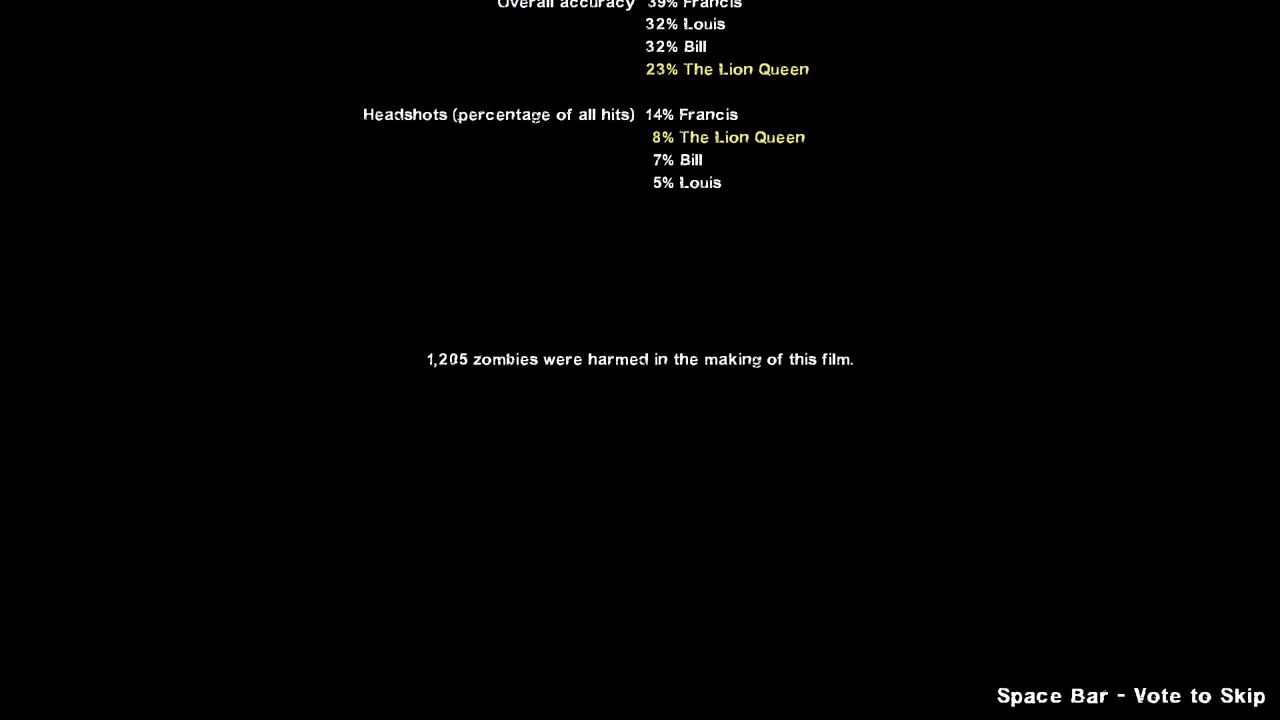 Overall accuracy 39% Francis
32% Louis
32% Bill
23% The Lion Queen
Headshots (percentage of all hits) 14% Francis
8% The Lion Queen
7% Bill
5% Louis
1,205 zombies were harmed in the making of this film.
Space Bar - Vote to Skip